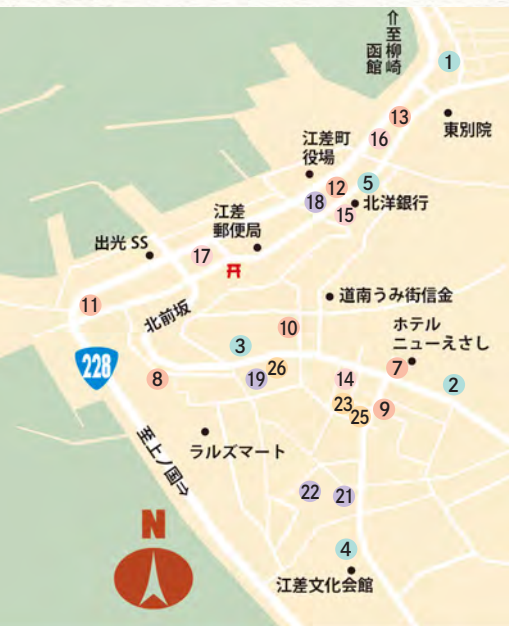 ⇧至柳崎
函館
1
13
東別院
16
江差町
役場
12
5
18
15
北洋銀行
江差
郵便局
出光 SS
17
道南うみ街信金
11
北前坂
10
ホテル
ニューえさし
3
228
8
19
26
14
7
2
23
25
9
至上ノ国⇨
ラルズマート
22
21
N
4
江差文化会館